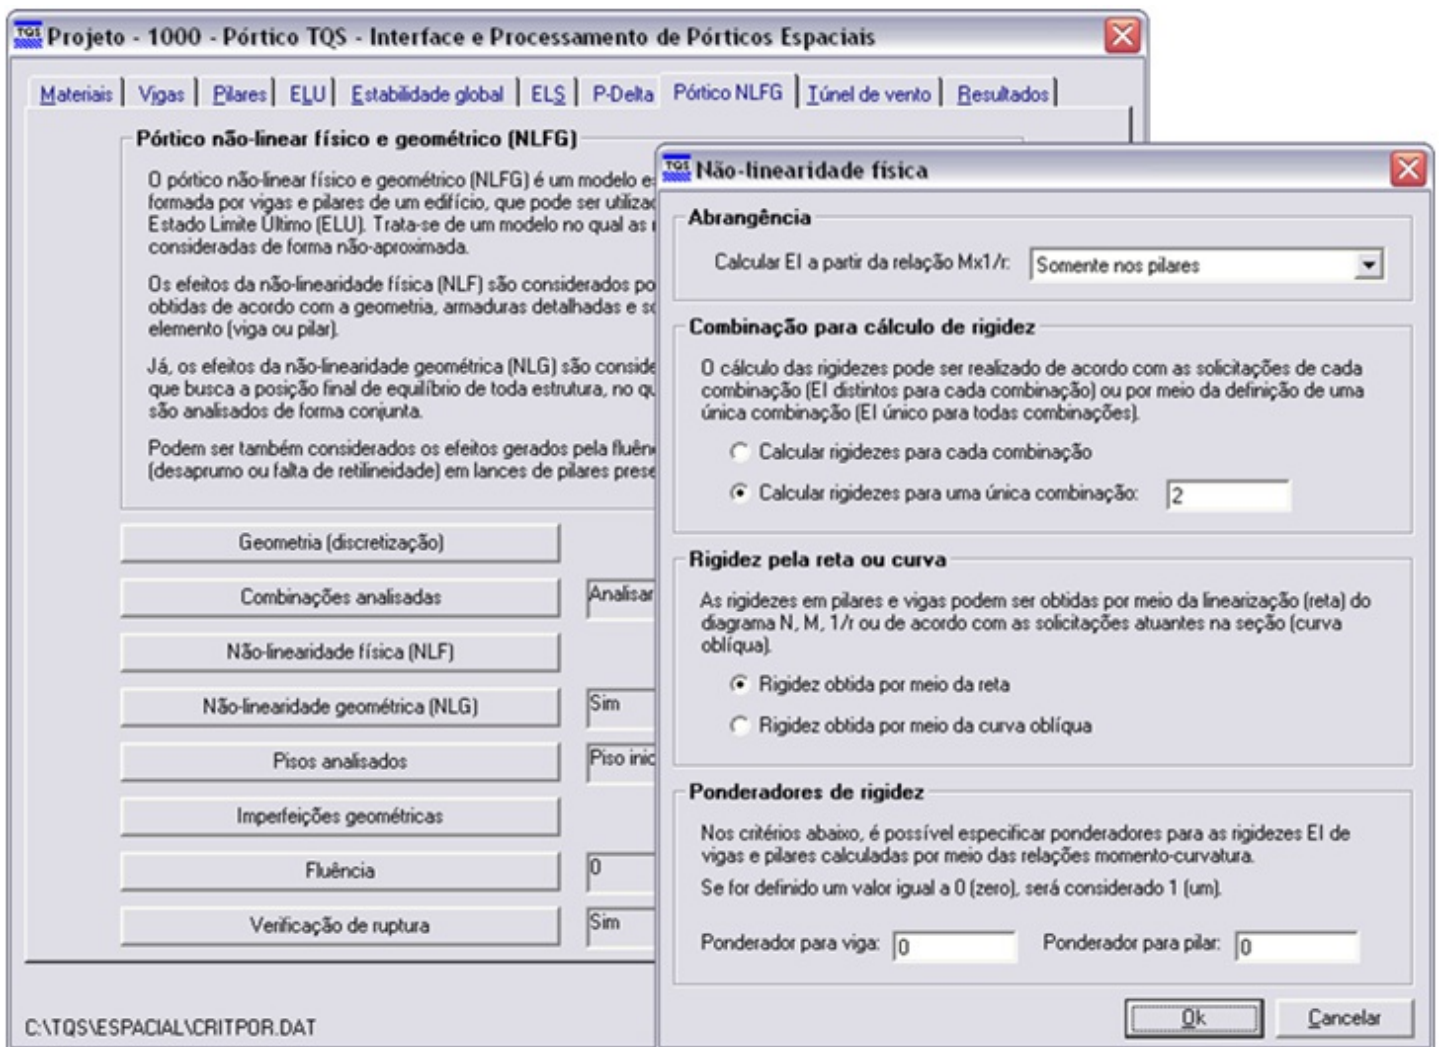 TQS Projeto - 1000 - Pórtico TQS - Interface e Processamento de Pórticos Espaciais
Materiais Vigas Pilares ELU Estabilidade global ELS P-Delta Pórtico NLFG Túnel de vento Resultados
Pórtico não-linear físico e geométrico (NLFG)
O pórtico não-linear físico e geométrico (NLFG) é um modelo
formada por vigas e pilares de um edifício, que pode ser
Estado Limite Último (ELU). Trata-se de um modelo no qual as
consideradas de forma não-aproximada.
Os efeitos da não-linearidade física (NLF) são considerados
obtidas de acordo com a geometria, armaduras detalhadas e
elemento (viga ou pilar).
Já, os efeitos da não-linearidade geométrica (NLG) são
que busca a posição final de equilíbrio de toda estrutura, no
são analisados de forma conjunta.
Podem ser também considerados os efeitos gerados pela
(desaprumo ou falta de retilineidade) em lances de pilares
Geometria (discretização)
Combinações analisadas Analisar
Não-linearidade física (NLF)
Não-linearidade geométrica (NLG) Sim
Pisos analisados Piso
Imperfeições geométricas
Fluência 0
Verificação de ruptura Sim
C:\TQS\ESPACIAL\CRITPOR.DAT
TQS Não-linearidade física
Abrangência
Calcular EI a partir da relação Mx1/r: Somente nos pilares
Combinação para cálculo de rigidez
O cálculo das rigidezes pode ser realizado de acordo com as solicitações de cada
combinação (EI distintos para cada combinação) ou por meio da definição de uma
única combinação (EI único para todas combinações).
Calcular rigidezes para cada combinação
Calcular rigidezes para uma única combinação: 2
Rigidez pela reta ou curva
As rigidezes em pilares e vigas podem ser obtidas por meio da linearização (reta) do
diagrama N, M, 1/r ou de acordo com as solicitações atuantes na seção (curva
oblíqua).
Rigidez obtida por meio da reta
Rigidez obtida por meio da curva oblíqua
Ponderadores de rigidez
Nos critérios abaixo, é possível especificar ponderadores para as rigidezes EI de
vigas e pilares calculadas por meio das relações momento-curvatura.
Se for definido um valor igual a 0 (zero), será considerado 1 (um).
Ponderador para viga: 0 Ponderador para pilar: 0
Ok Cancelar